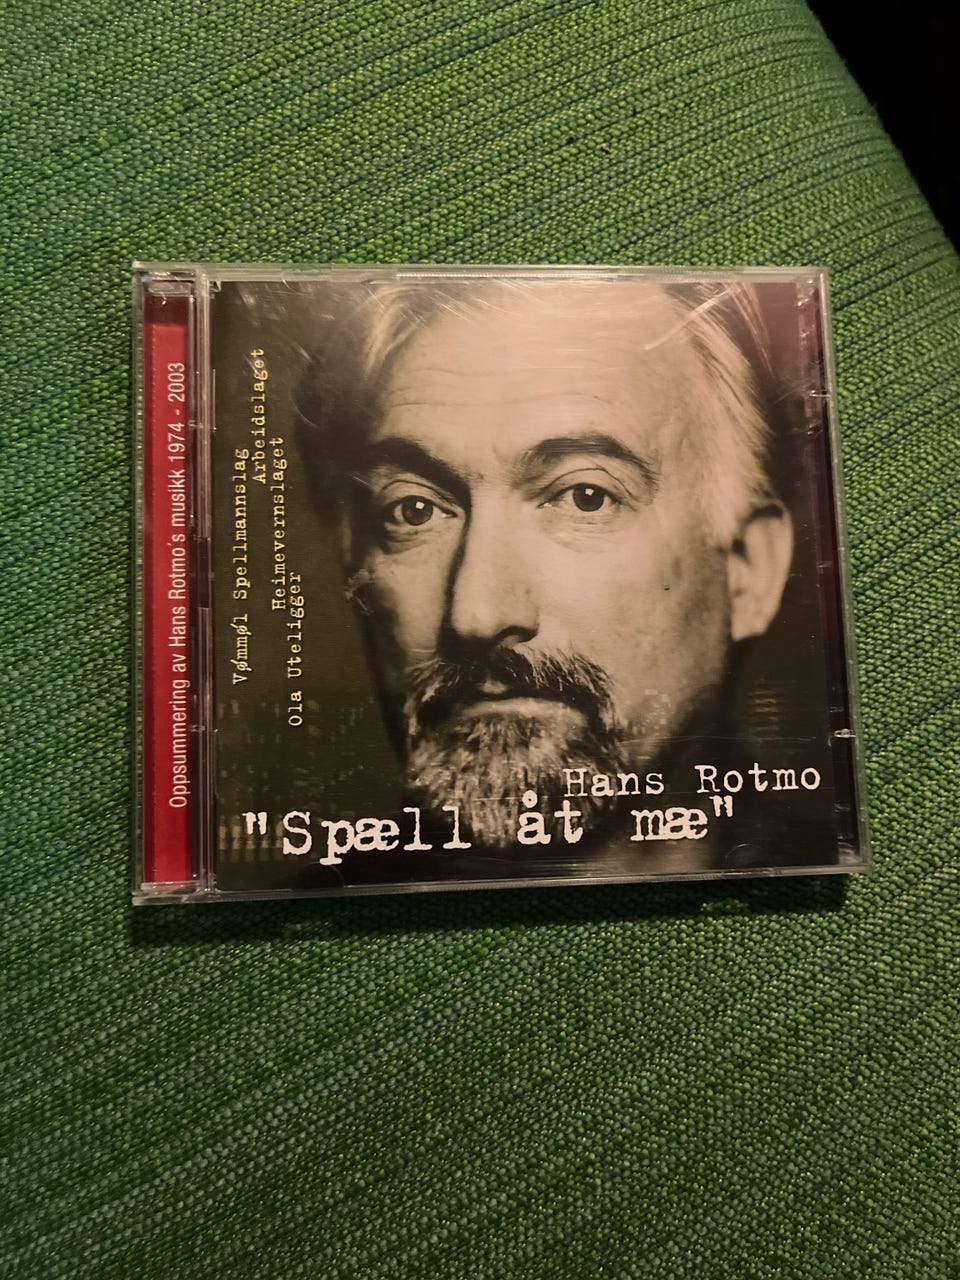 Oppsummering av Hans Rotmo's musikk 1974 - 2003
Vømmøl Spellmannslag
Arbeidslaget
Heimevernslaget
Ola Uteligger
Hans Rotmo
"Spæll åt mæ"